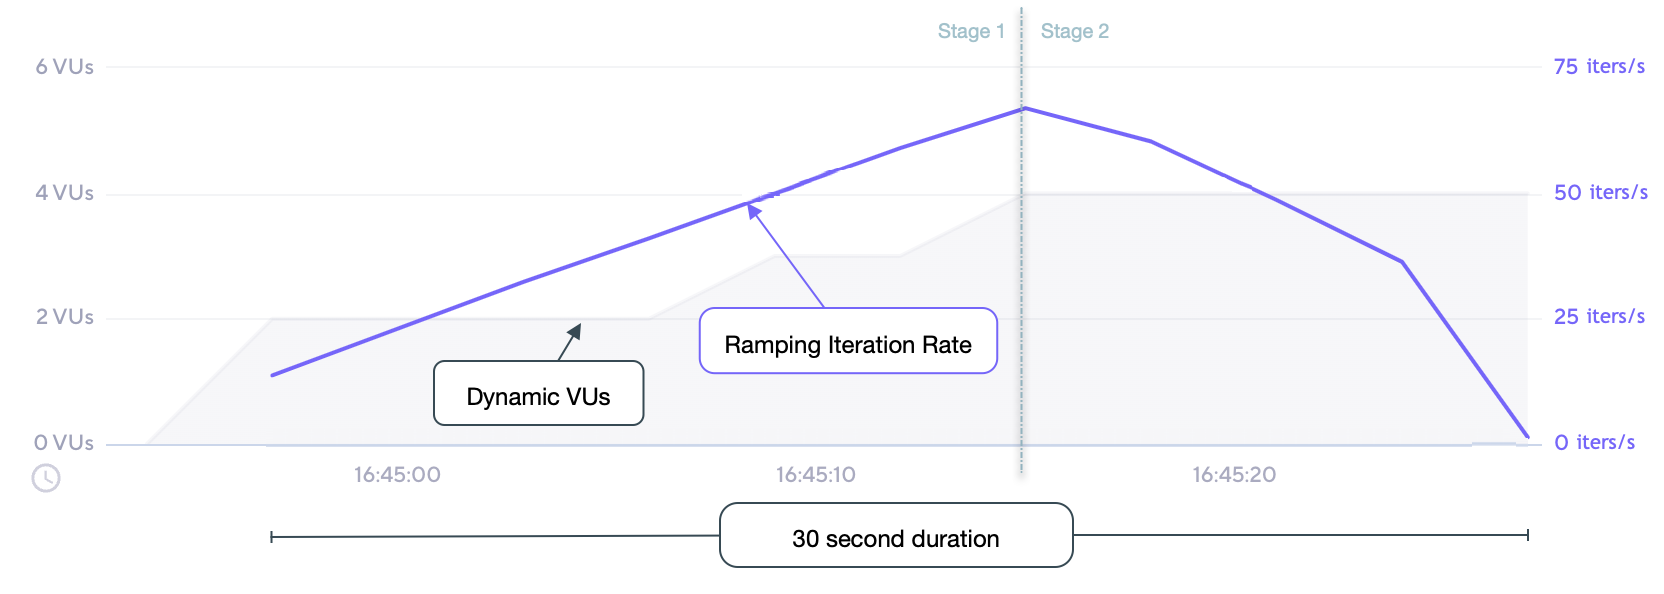 Stage 1
Stage 2
6 VUs
75 iters/s
4 VUs
50 iters/s
2 VUs
25 iters/s
Ramping Iteration Rate
Dynamic VUs
0 VUs
0 iters/s
16:45:00
16:45:10
16:45:20
30 second duration